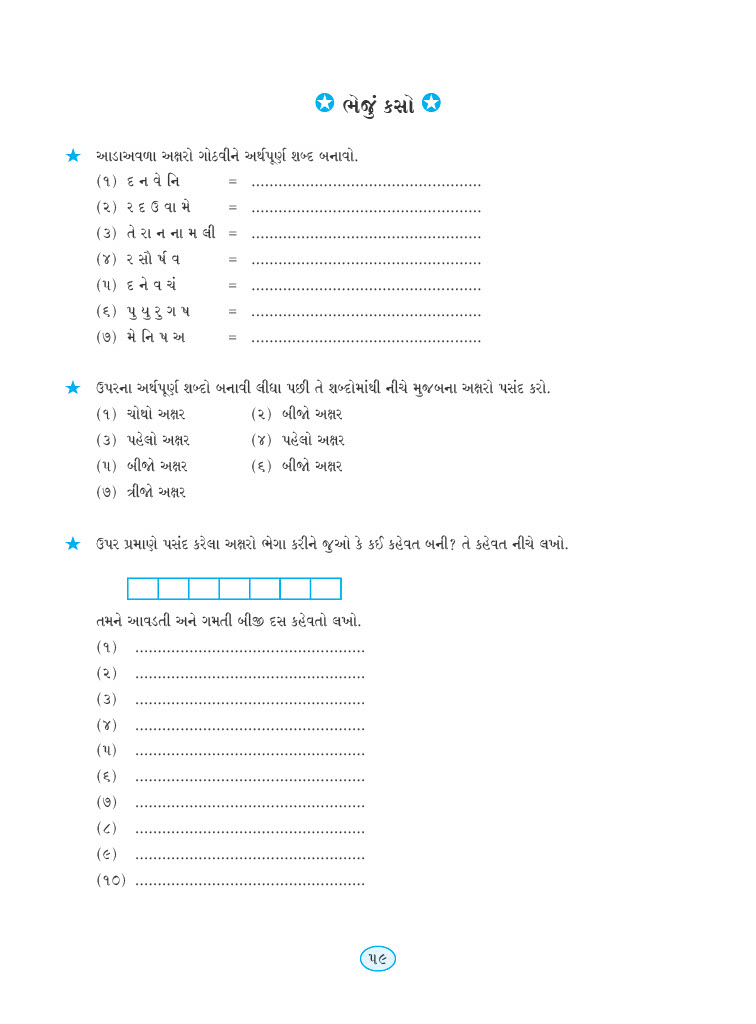 ભેજું કસો
આડાઅવળા અક્ષરો ગોઠવીને અર્થપૂર્ણ શબ્દ બનાવો.
(૧) દ ન વે નિ = ...................................................
(૨) ર દ ઉ વા મે = ...................................................
(૩) તે રા ન ના મ લી = ...................................................
(૪) ર સૌ ર્ષ વ = ...................................................
(૫) દ ને વ ચં = ...................................................
(૬) પુ યુ રુ ગ ષ = ...................................................
(૭) મે નિ ષ અ = ...................................................
ઉપરના અર્થપૂર્ણ શબ્દો બનાવી લીધા પછી તે શબ્દોમાંથી નીચે મુજબના અક્ષરો પસંદ કરો.
(૧) ચોથો અક્ષર (૨) બીજો અક્ષર
(૩) પહેલો અક્ષર (૪) પહેલો અક્ષર
(૫) બીજો અક્ષર (૬) બીજો અક્ષર
(૭) ત્રીજો અક્ષર
ઉપર પ્રમાણે પસંદ કરેલા અક્ષરો ભેગા કરીને જુઓ કે કઈ કહેવત બની? તે કહેવત નીચે લખો.
તમને આવડતી અને ગમતી બીજી દસ કહેવતો લખો.
(૧) ...................................................
(૨) ...................................................
(૩) ...................................................
(૪) ...................................................
(૫) ...................................................
(૬) ...................................................
(૭) ...................................................
(૮) ...................................................
(૯) ...................................................
(૧૦) ...................................................
૫૯